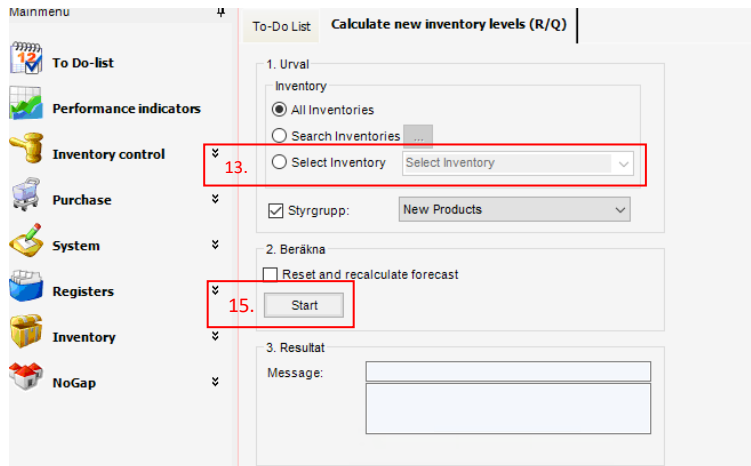 Mainmenu
To Do-list
Performance indicators
Inventory control
Purchase
System
Registers
Inventory
NoGap
To-Do List
Calculate new inventory levels (R/Q)
1. Urval
Inventory
All Inventories
Search Inventories ...
13.
Select Inventory Select Inventory
Styrgrupp: New Products
2. Beräkna
Reset and recalculate forecast
15.
Start
3. Resultat
Message: